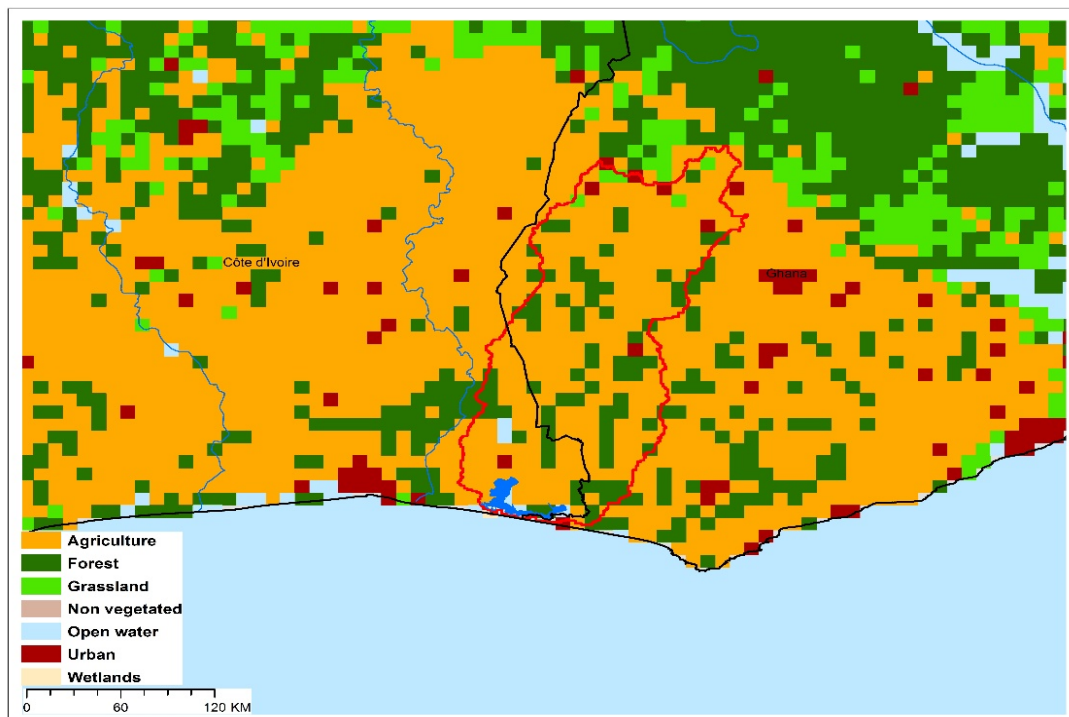 Côte d'Ivoire
Ghana
Agriculture
Forest
Grassland
Non vegetated
Open water
Urban
Wetlands
0 60 120 KM